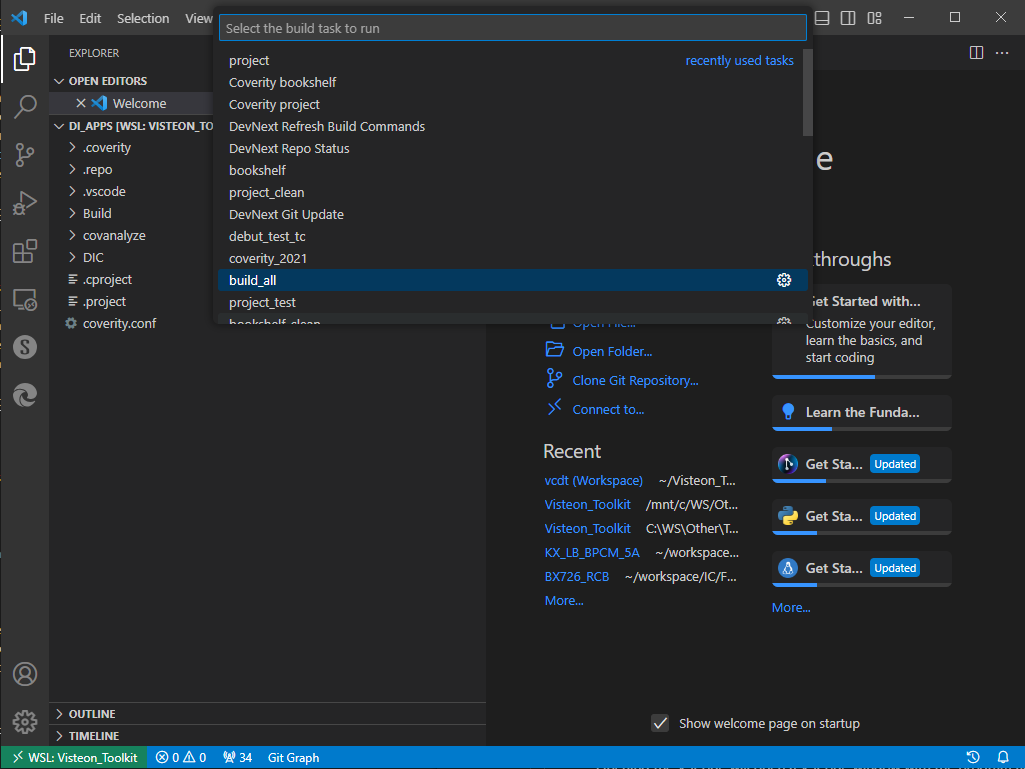 File Edit Selection View
Select the build task to run
project
recently used tasks
Coverity bookshelf
Coverity project
DevNext Refresh Build Commands
DevNext Repo Status
bookshelf
project_clean
DevNext Git Update
debut_test_tc
coverity_2021
build_all
project_test
bookshelf_clean
EXPLORER
OPEN EDITORS
Welcome
DI_APPS [WSL: VISTEON_TO
.coverity
.repo
.vscode
Build
covanalyze
DIC
.cproject
.project
coverity.conf
OUTLINE
TIMELINE
e
Open File...
Open Folder...
Clone Git Repository...
Connect to...
Recent
vcdt (Workspace) ~/Visteon_T...
Visteon_Toolkit /mnt/c/WS/Ot...
Visteon_Toolkit C:\WS\Other\T...
KX_LB_BPCM_5A ~/workspace...
BX726_RCB ~/workspace/IC/F...
More...
throughs
Get Started with...
Customize your editor,
learn the basics, and
start coding
Learn the Funda...
Get Sta... Updated
Get Sta... Updated
Get Sta... Updated
More...
Show welcome page on startup
WSL: Visteon_Toolkit 0 0 34 Git Graph